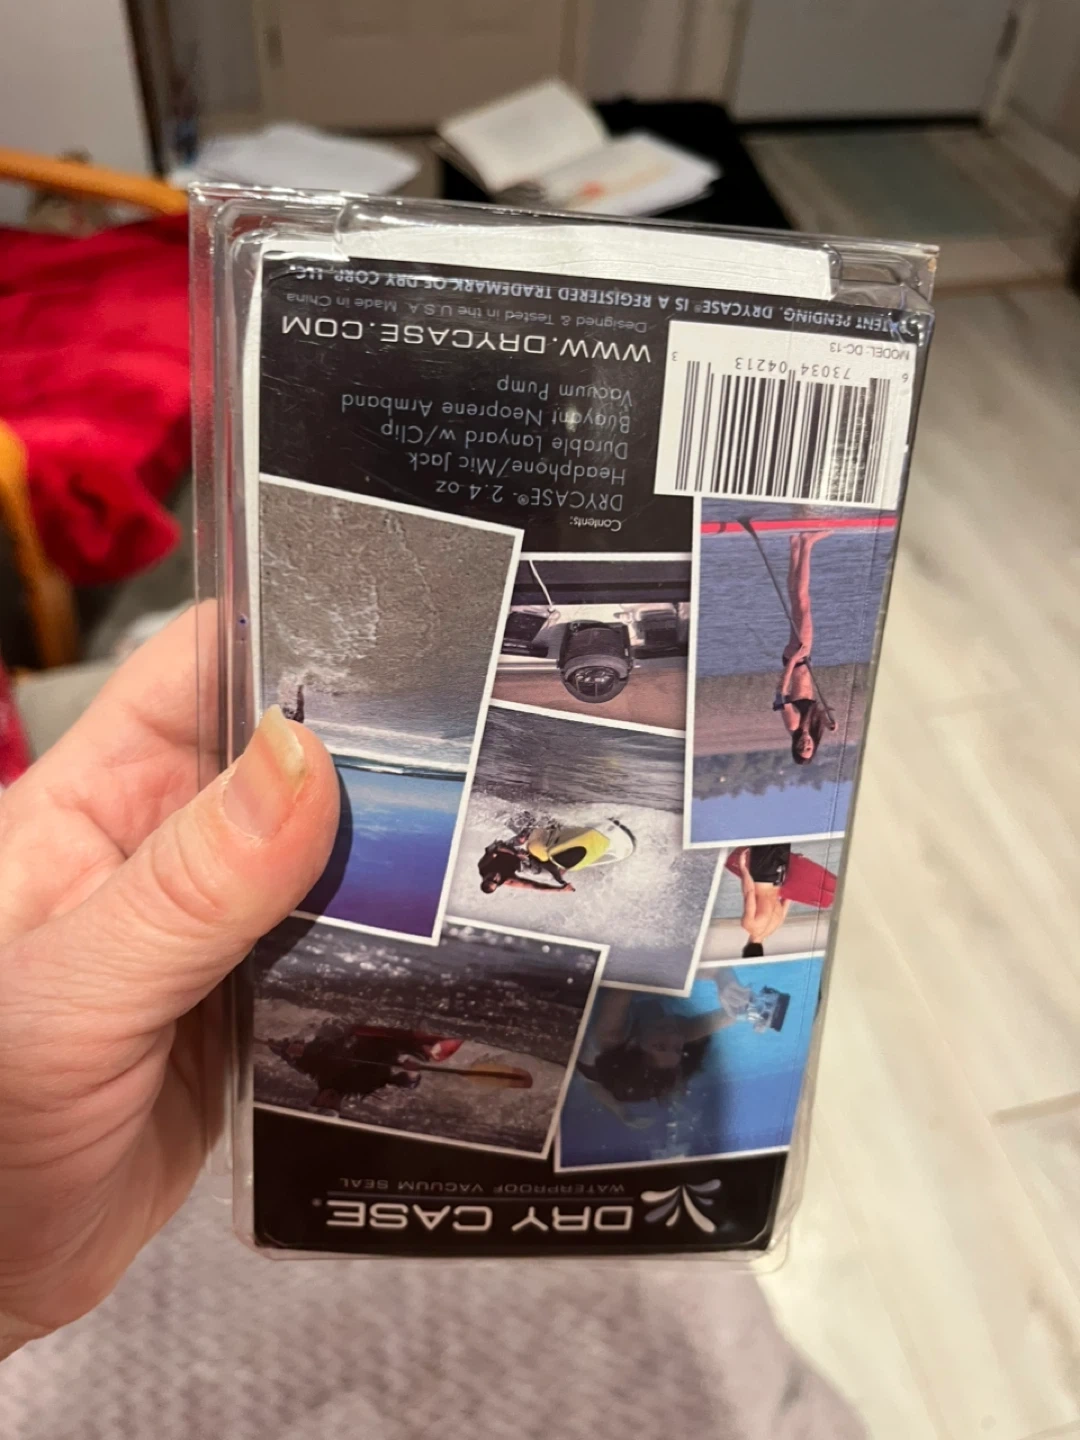 DRY CASE®
WATERPROOF VACUUM SEAL
Contents:
DRYCASE® - 2.4 oz
Headphone/Mic Jack
Durable Lanyard w/Clip
Buoyant Neoprene Armband
Vacuum Pump
WWW.DRYCASE.COM
Designed & Tested in the U.S.A. Made in China
PATENT PENDING. DRYCASE® IS A REGISTERED TRADEMARK OF DRY CORP, LLC.
6 73034 04213 3
MODEL: DC-13